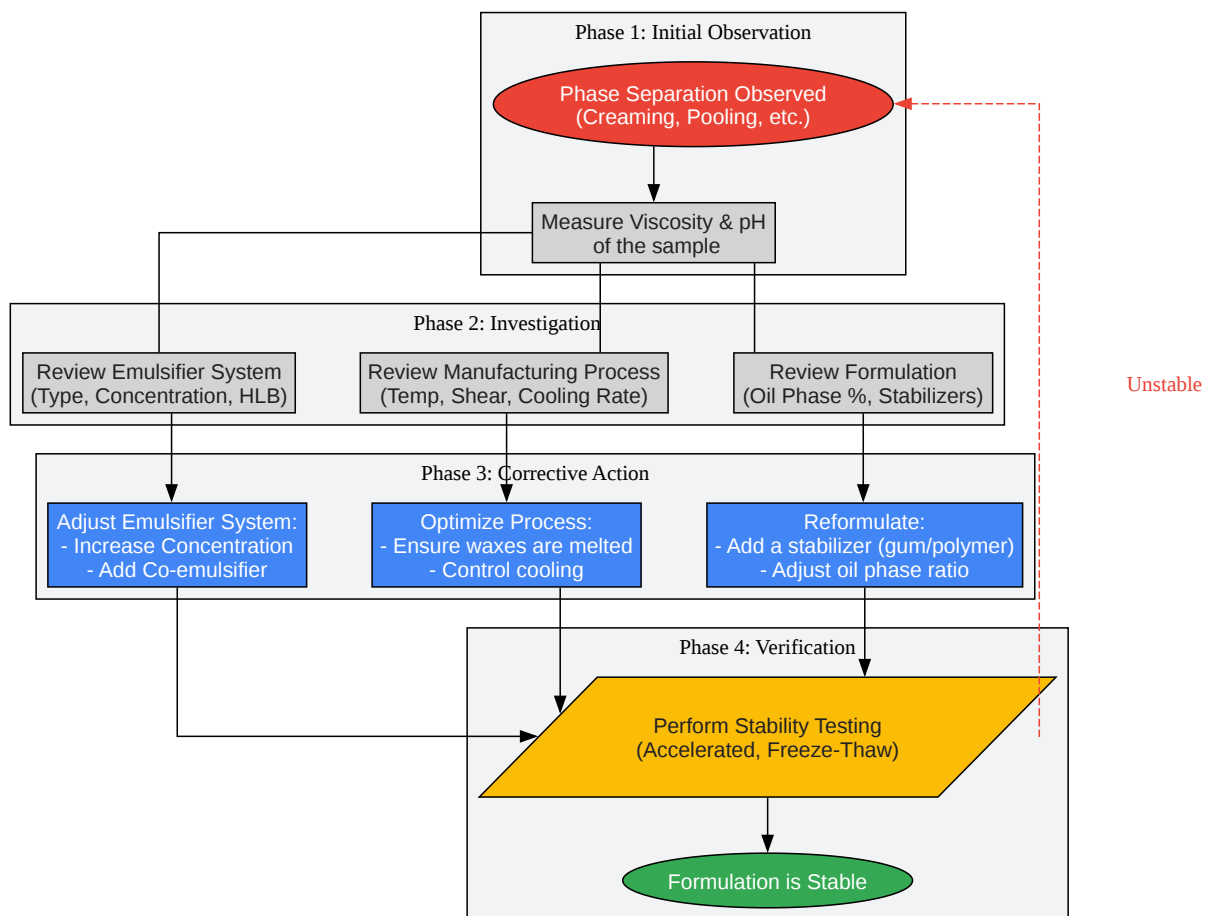 Phase 1: Initial Observation
Phase Separation Observed
(Creaming, Pooling, etc.)
Measure Viscosity & pH
of the sample
Phase 2: Investigation
Review Emulsifier System
(Type, Concentration, HLB)
Review Manufacturing Process
(Temp, Shear, Cooling Rate)
Review Formulation
(Oil Phase %, Stabilizers)
Unstable
Phase 3: Corrective Action
Adjust Emulsifier System:
- Increase Concentration
- Add Co-emulsifier
Optimize Process:
- Ensure waxes are melted
- Control cooling
Reformulate:
- Add a stabilizer (gum/polymer)
- Adjust oil phase ratio
Phase 4: Verification
Perform Stability Testing
(Accelerated, Freeze-Thaw)
Formulation is Stable